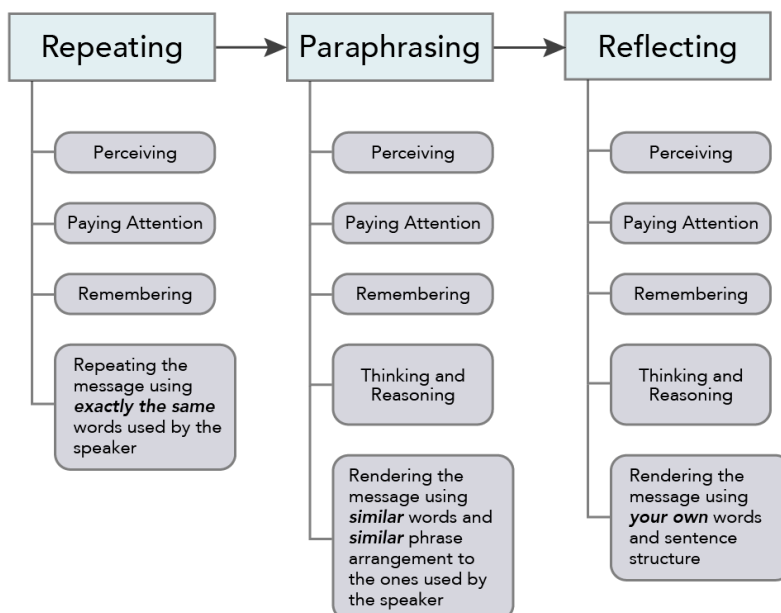 Repeating
Perceiving
Paying Attention
Remembering
Repeating the
message using
exactly the same
words used by the
speaker
Paraphrasing
Perceiving
Paying Attention
Remembering
Thinking and
Reasoning
Rendering the
message using
similar words and
similar phrase
arrangement to
the ones used by
the speaker
Reflecting
Perceiving
Paying Attention
Remembering
Thinking and
Reasoning
Rendering the
message using
your own words
and sentence
structure